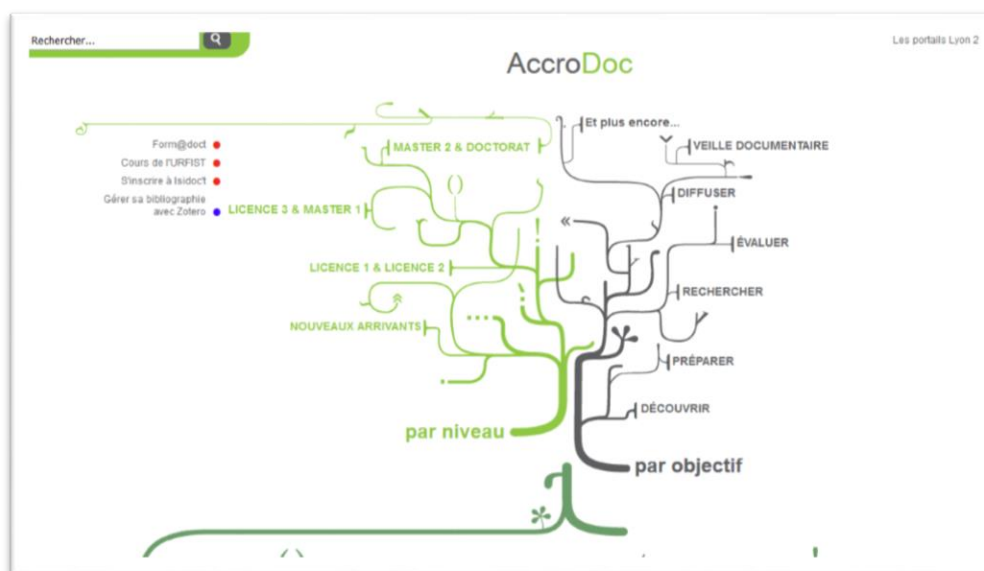 Rechercher...
Les portails Lyon 2
AccroDoc
Et plus encore...
Form@doct
MASTER 2 & DOCTORAT
VEILLE DOCUMENTAIRE
Cours de l'URFIST
S'inscrire à Isidoc't
DIFFUSER
Gérer sa bibliographie
avec Zotero
LICENCE 3 & MASTER 1
ÉVALUER
LICENCE 1 & LICENCE 2
RECHERCHER
NOUVEAUX ARRIVANTS
PRÉPARER
DÉCOUVRIR
par niveau
par objectif